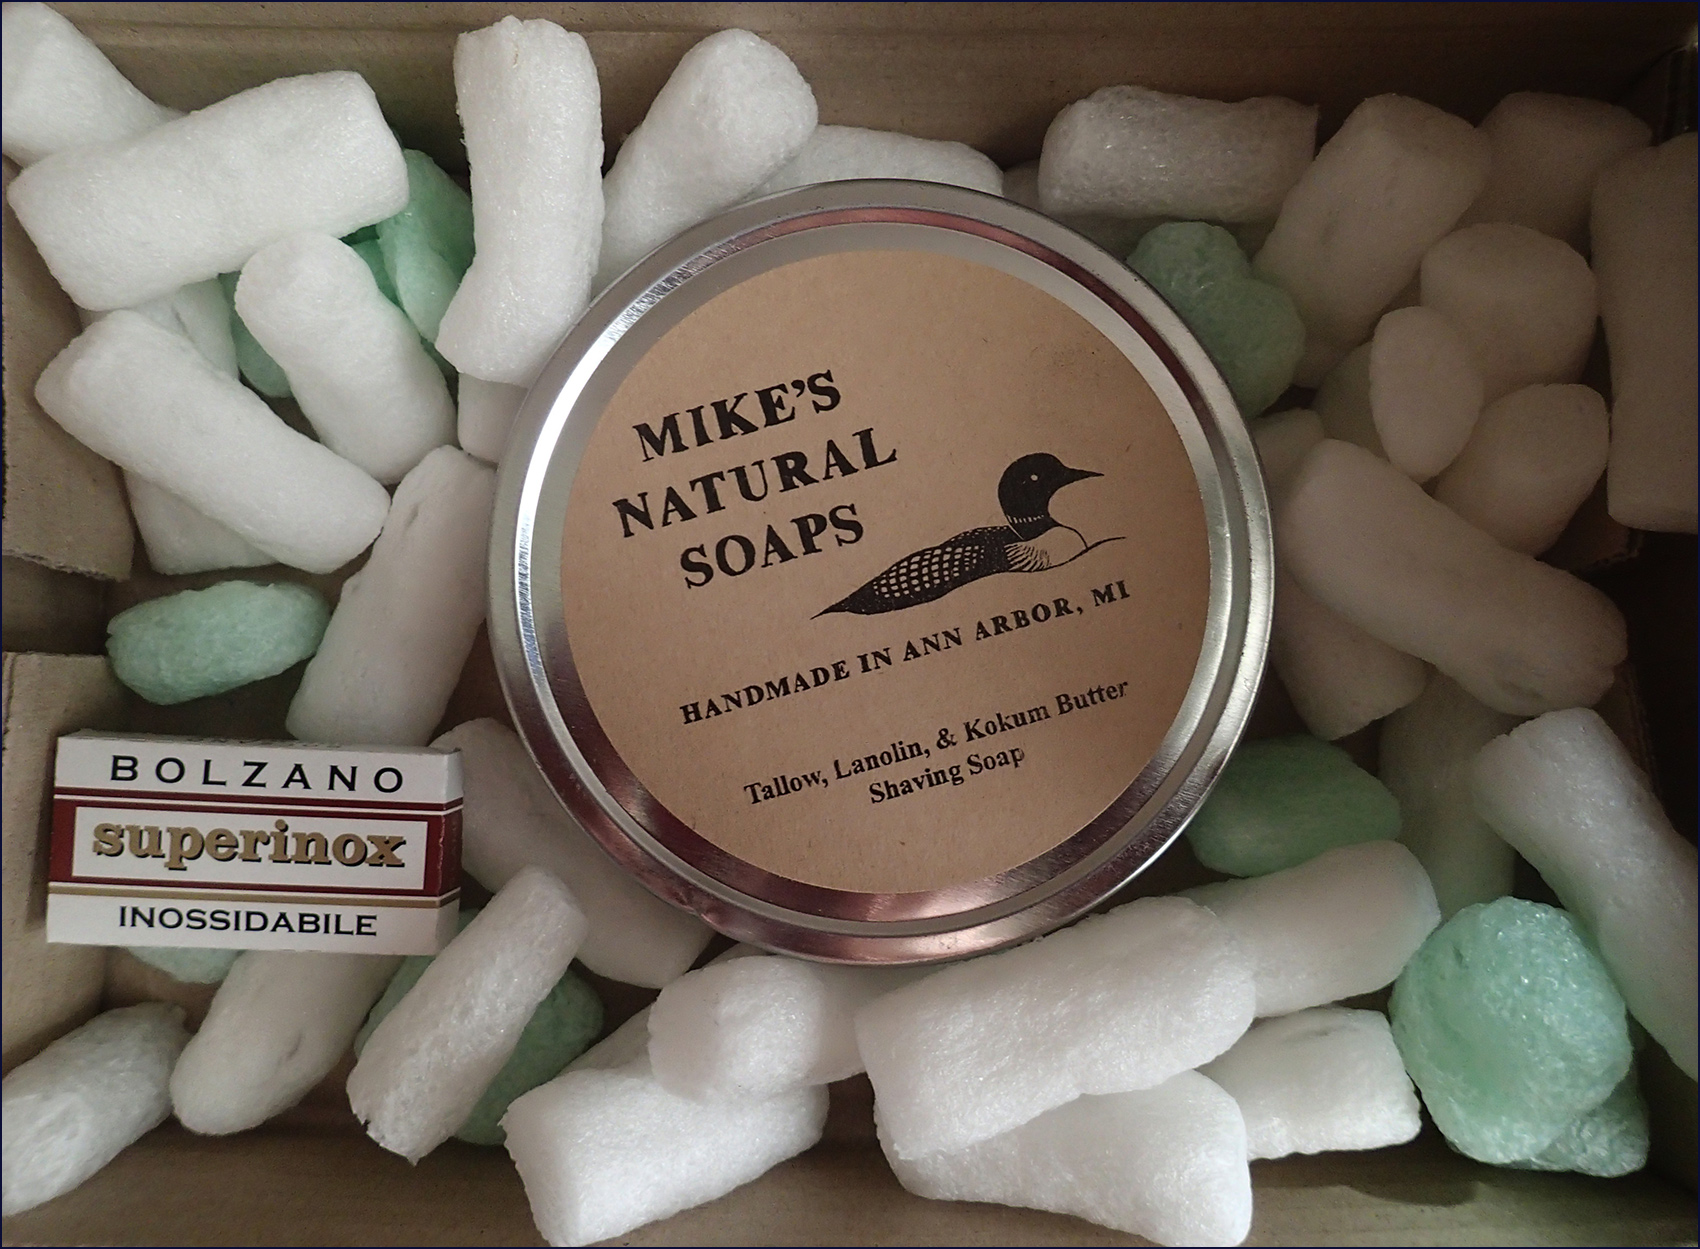 MIKE'S
NATURAL
SOAPS
HANDMADE IN ANN ARBOR, MI
Tallow, Lanolin, & Kokum Butter
Shaving Soap
BOLZANO
superinox
INOSSIDABILE